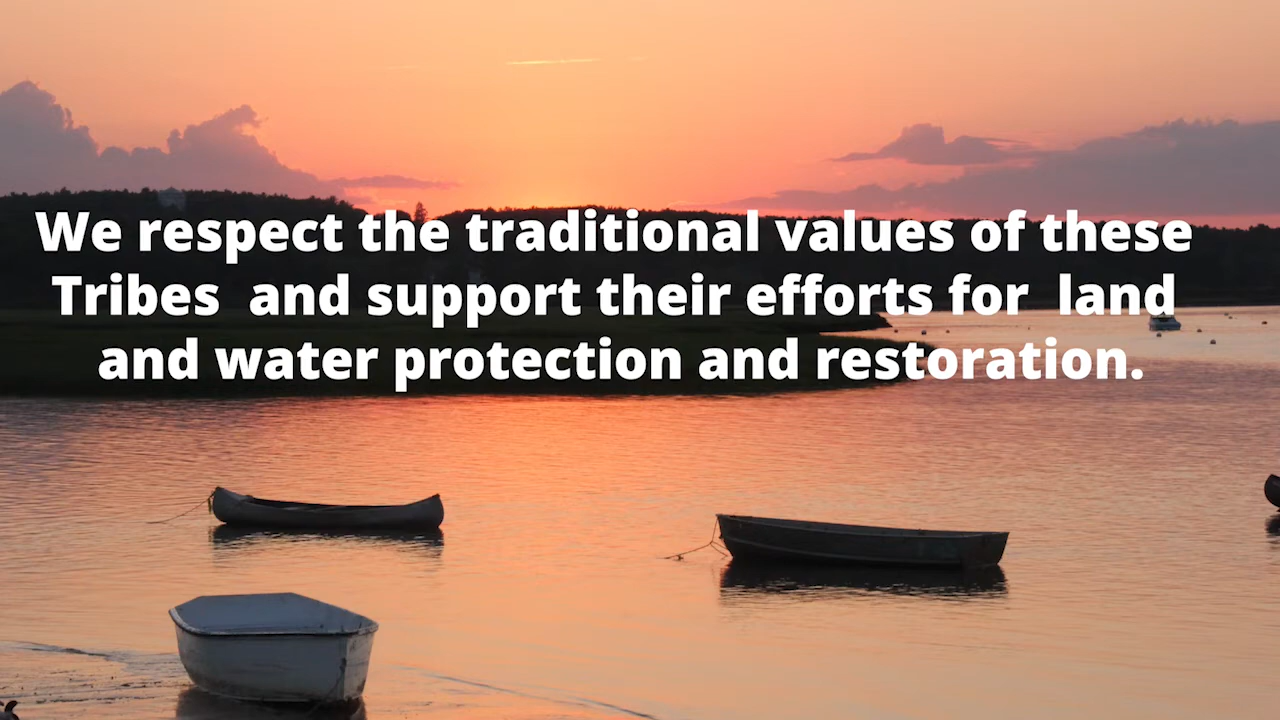 We respect the traditional values of these
Tribes  and support their efforts for  land
and water protection and restoration.